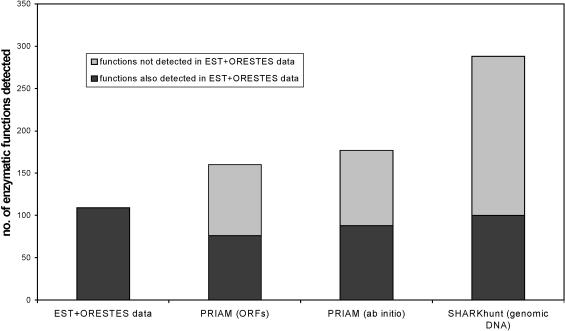 350
300
250
200
150
100
50
0
no. of enzymatic functions detected
functions not detected in EST+ORESTES data
functions also detected in EST+ORESTES data
EST+ORESTES data
PRIAM (ORFs)
PRIAM (ab initio)
SHARKhunt (genomic
DNA)